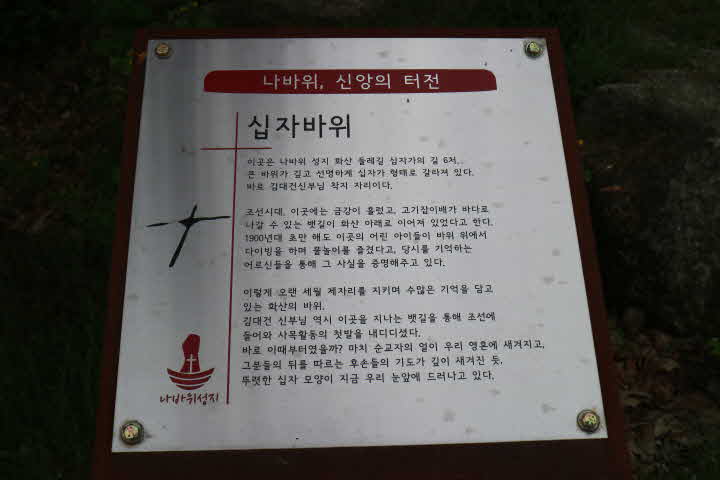 나바위, 신앙의 터전
십자바위
이곳은 나바위 성지 화산 둘레길 십자가의 길 6처.
큰 바위가 길고 선명하게 십자가 형태로 갈라져 있다.
바로 김대건신부님 착지 자리이다.
조선시대, 이곳에는 금강이 흘렀고, 고기잡이배가 바다로
나갈 수 있는 뱃길이 화산 아래로 이어져 있었다고 안다.
1900년대 초만 해도 이곳의 어린 아이들이 바위 위에서
다이빙을 하며 물놀이를 즐겼다고, 당시를 기억하는
어르신들을 통해 그 사실을 증명해주고 있다.
이렇게 오랜 세월 제자리를 지키며 수많은 기억을 담고
있는 화산의 바위.
김대건 신부님 역시 이곳을 지나는 뱃길을 통해 조선에
들어와 사목활동의 첫발을 내디디셨다.
바로 이때부터였을까? 마치 순교자의 얼이 우리 영혼에 새겨지고,
그분들의 뒤를 따르는 후손들의 기도가 깊이 새겨진 듯,
뚜렷한 십자 모양이 지금 우리 눈앞에 드러나고 있다.
나바위성지